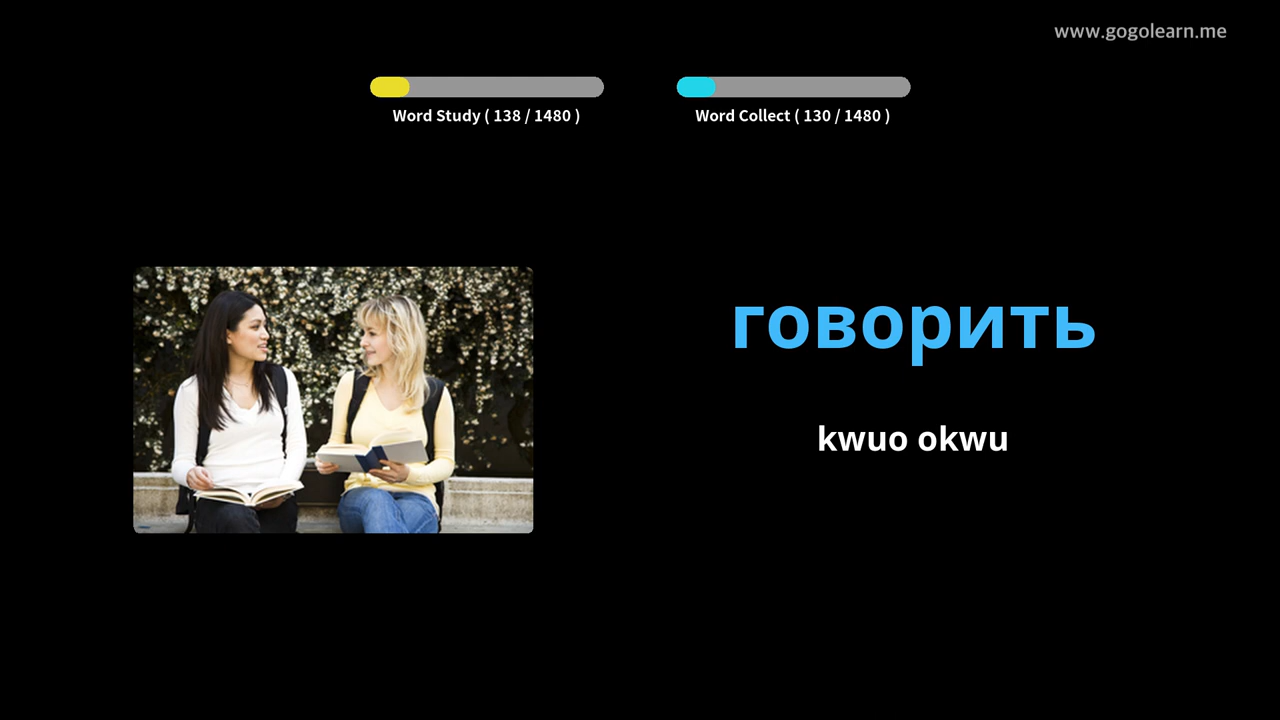 www.gogolearn.me
Word Study ( 138 / 1480 )
Word Collect ( 130 / 1480 )
говорить
kwuo okwu